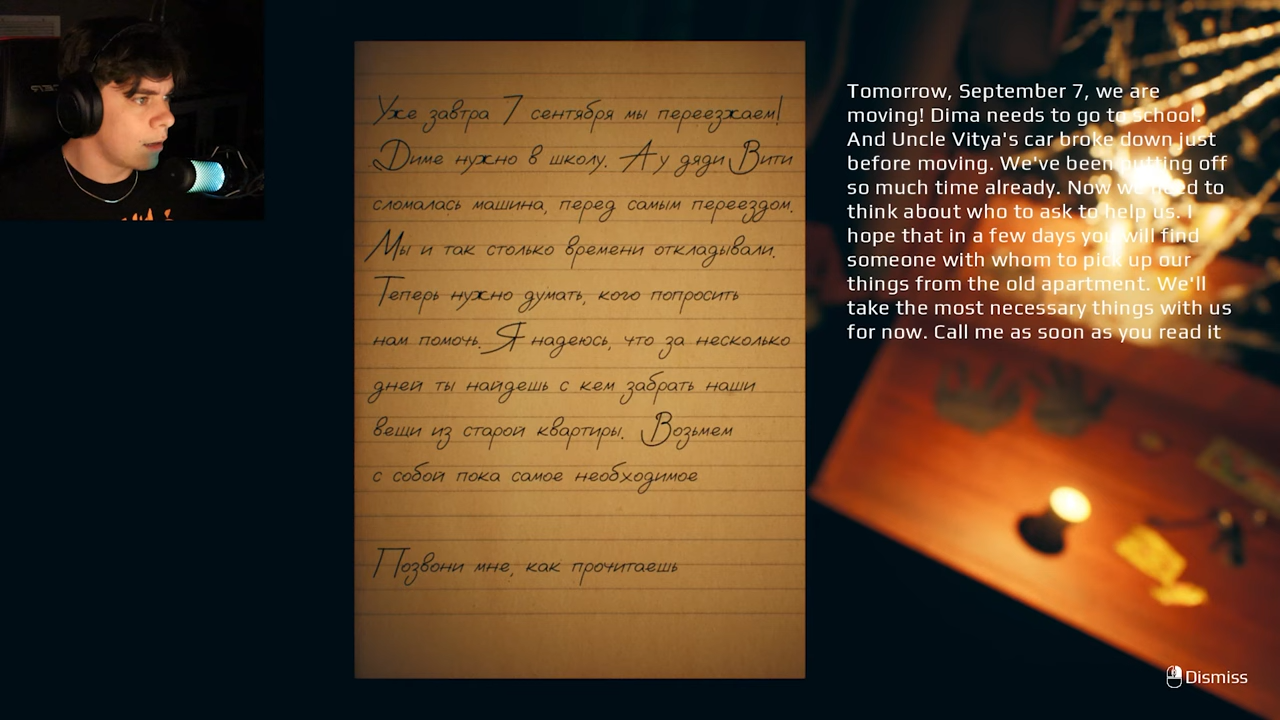 Уже завтра 7 сентября мы переезжаем!
Диме нужно в школу. А у дяди Вити
сломалась машина, перед самым переездом.
Мы и так столько времени откладывали.
Теперь нужно думать, кого попросить
нам помочь. Я надеюсь, что за несколько
дней ты найдешь с кем забрать наши
вещи из старой квартиры. Возьмем
с собой пока самое необходимое
Позвони мне, как прочитаешь
Tomorrow, September 7, we are
moving! Dima needs to go to school.
And Uncle Vitya's car broke down just
before moving. We've been putting off
so much time already. Now we need to
think about who to ask to help us. I
hope that in a few days you will find
someone with whom to pick up our
things from the old apartment. We'll
take the most necessary things with us
for now. Call me as soon as you read it
Dismiss